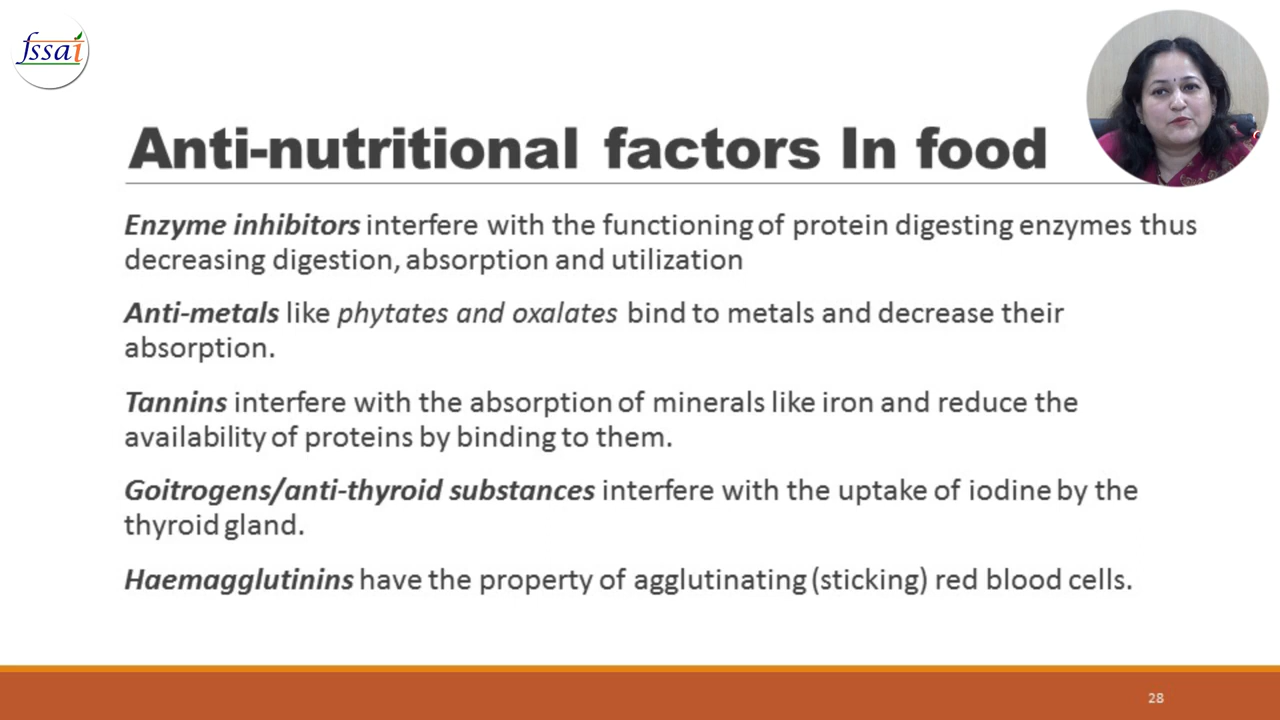 fssai
Anti-nutritional factors In food
Enzyme inhibitors interfere with the functioning of protein digesting enzymes thus
decreasing digestion, absorption and utilization
Anti-metals like phytates and oxalates bind to metals and decrease their
absorption.
Tannins interfere with the absorption of minerals like iron and reduce the
availability of proteins by binding to them.
Goitrogens/anti-thyroid substances interfere with the uptake of iodine by the
thyroid gland.
Haemagglutinins have the property of agglutinating (sticking) red blood cells.
28